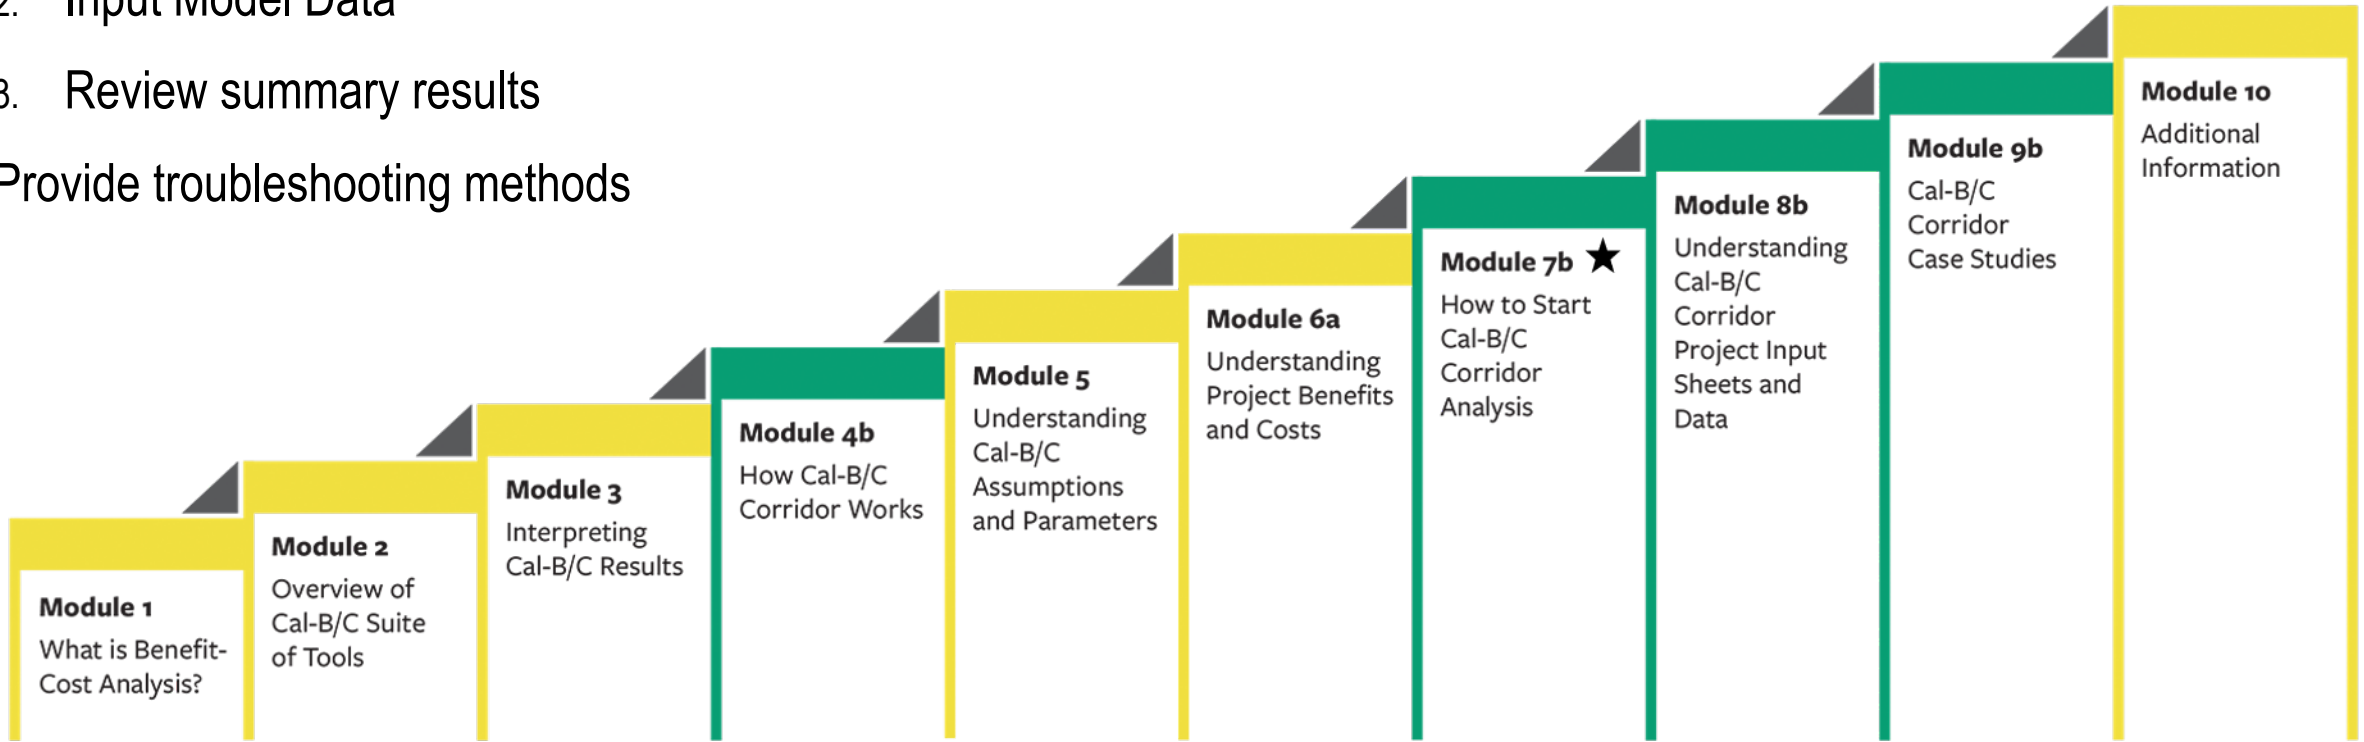 2. Input Model Data
3. Review summary results
Provide troubleshooting methods
Module 1
What is Benefit-
Cost Analysis?
Module 2
Overview of
Cal-B/C Suite
of Tools
Module 3
Interpreting
Cal-B/C Results
Module 4b
How Cal-B/C
Corridor Works
Module 5
Understanding
Cal-B/C
Assumptions
and Parameters
Module 6a
Understanding
Project Benefits
and Costs
Module 7b ★
How to Start
Cal-B/C
Corridor
Analysis
Module 8b
Understanding
Cal-B/C
Corridor
Project Input
Sheets and
Data
Module 9b
Cal-B/C
Corridor
Case Studies
Module 10
Additional
Information